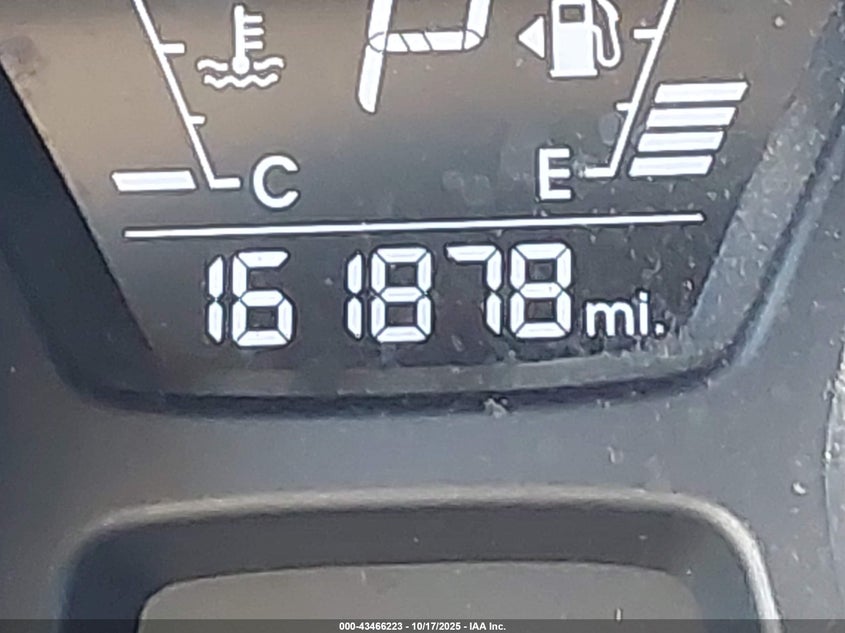 P
C E
161878 mi.
000-43466223 - 10/17/2025 - IAA Inc.